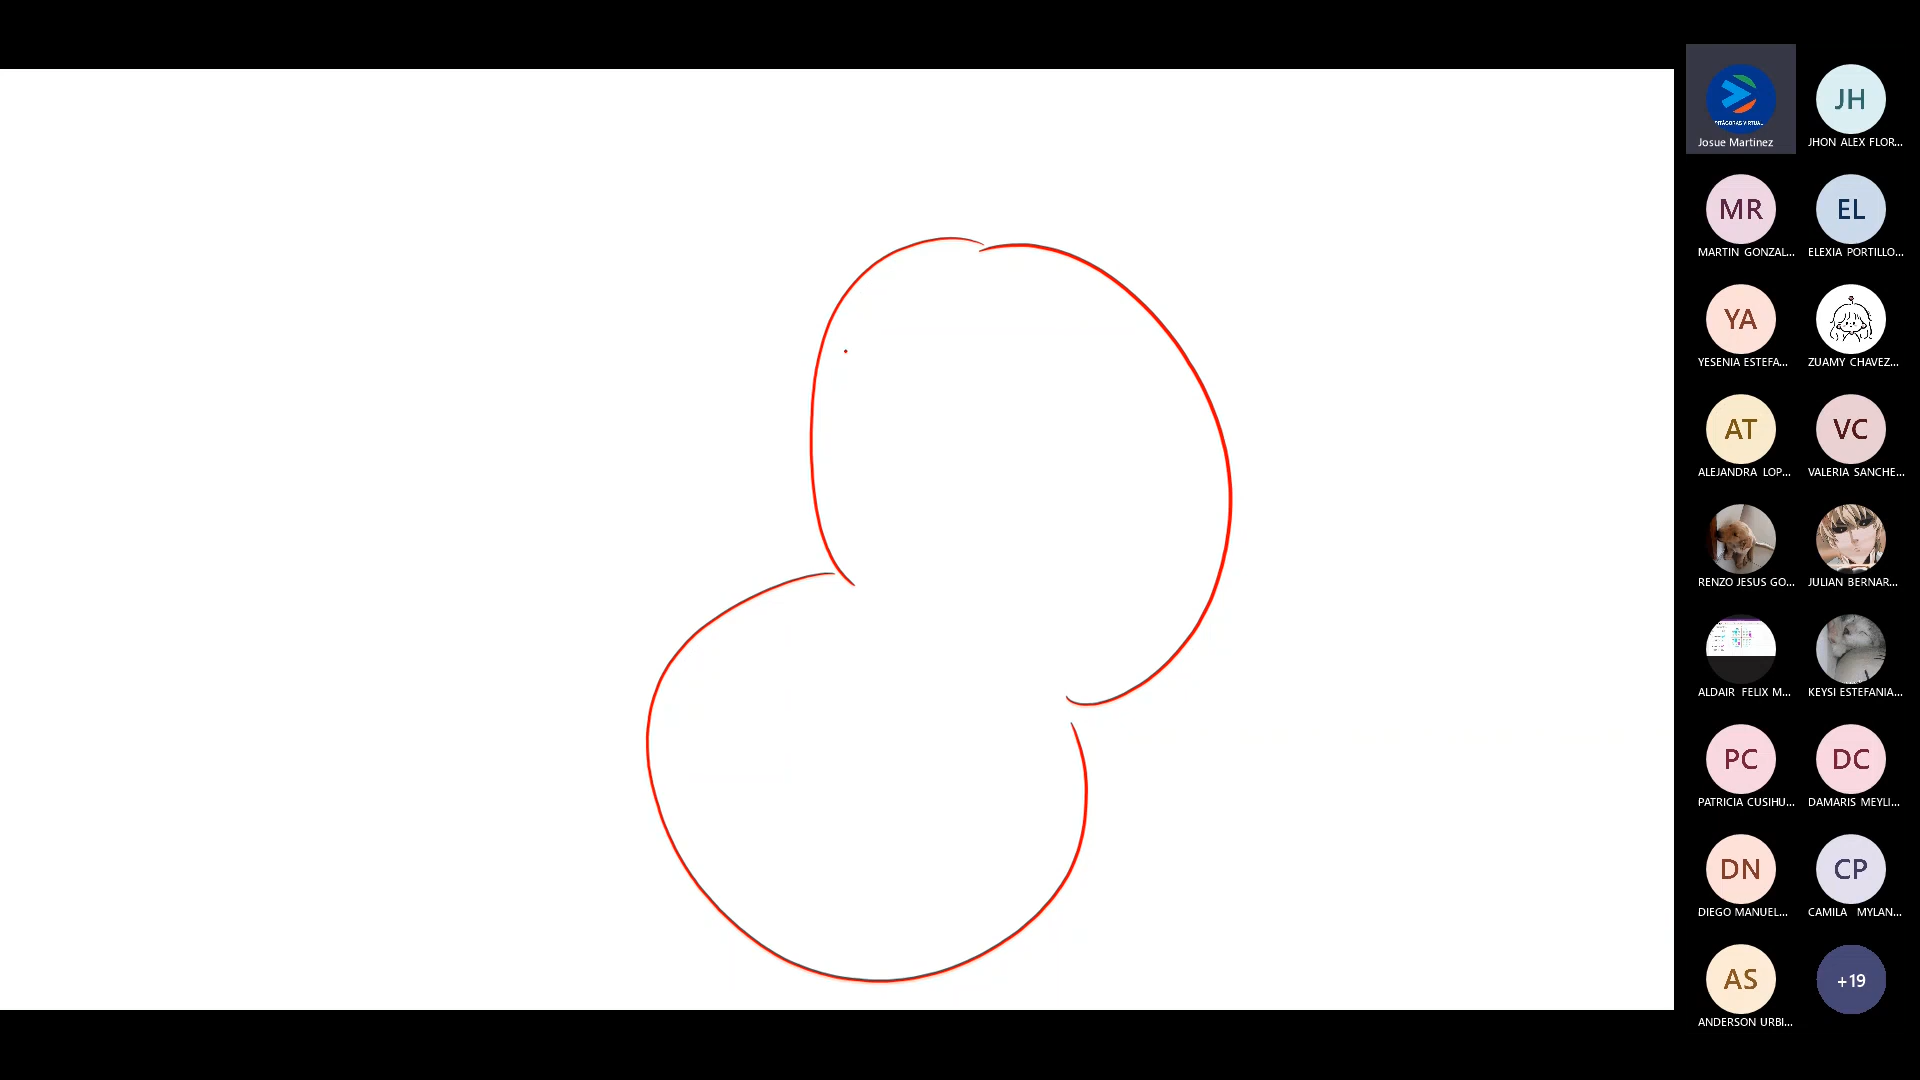 PITÁGORAS VIRTUAL
Josue Martinez
JH
JHON ALEX FLOR...
MR
MARTIN GONZAL...
EL
ELEXIA PORTILLO...
YA
YESENIA ESTEFA...
ZUAMY CHAVEZ...
AT
ALEJANDRA LOP...
VC
VALERIA SANCHE...
RENZO JESUS GO...
JULIAN BERNAR...
ALDAIR FELIX M...
KEYSI ESTEFANIA...
PC
PATRICIA CUSIHU...
DC
DAMARIS MEYLI...
DN
DIEGO MANUEL...
CP
CAMILA MYLAN...
AS
ANDERSON URBI...
+19